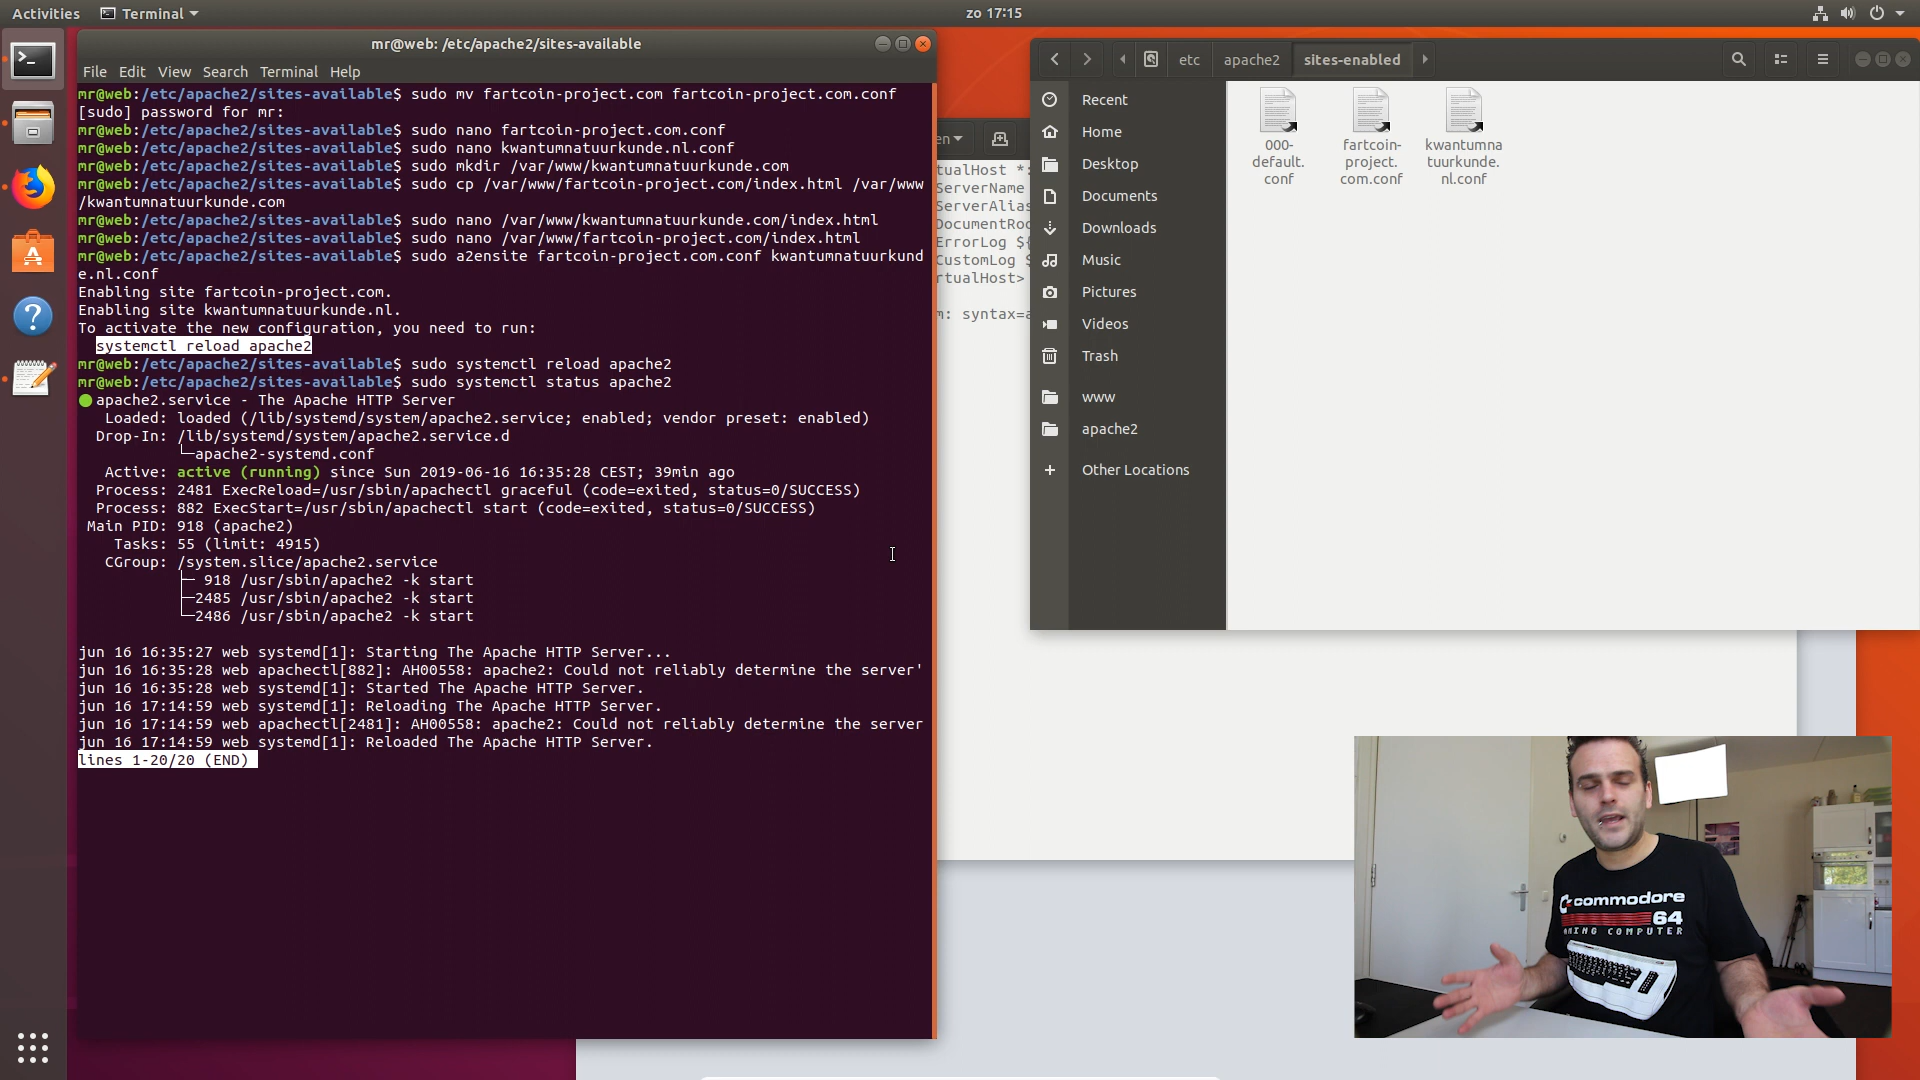 Activities
Terminal
zo 17:15
mr@web: /etc/apache2/sites-available
File Edit View Search Terminal Help
mr@web:/etc/apache2/sites-available$ sudo mv fartcoin-project.com fartcoin-project.com.conf
[sudo] password for mr:
mr@web:/etc/apache2/sites-available$ sudo nano fartcoin-project.com.conf
mr@web:/etc/apache2/sites-available$ sudo nano kwantumnatuurkunde.nl.conf
mr@web:/etc/apache2/sites-available$ sudo mkdir /var/www/kwantumnatuurkunde.com
mr@web:/etc/apache2/sites-available$ sudo cp /var/www/fartcoin-project.com/index.html /var/www
/kwantumnatuurkunde.com
mr@web:/etc/apache2/sites-available$ sudo nano /var/www/kwantumnatuurkunde.com/index.html
mr@web:/etc/apache2/sites-available$ sudo nano /var/www/fartcoin-project.com/index.html
mr@web:/etc/apache2/sites-available$ sudo a2ensite fartcoin-project.com.conf kwantumnatuurkund
e.nl.conf
Enabling site fartcoin-project.com.
Enabling site kwantumnatuurkunde.nl.
To activate the new configuration, you need to run:
systemctl reload apache2
mr@web:/etc/apache2/sites-available$ sudo systemctl reload apache2
mr@web:/etc/apache2/sites-available$ sudo systemctl status apache2
● apache2.service - The Apache HTTP Server
Loaded: loaded (/lib/systemd/system/apache2.service; enabled; vendor preset: enabled)
Drop-In: /lib/systemd/system/apache2.service.d
└─apache2-systemd.conf
Active: active (running) since Sun 2019-06-16 16:35:28 CEST; 39min ago
Process: 2481 ExecReload=/usr/sbin/apachectl graceful (code=exited, status=0/SUCCESS)
Process: 882 ExecStart=/usr/sbin/apachectl start (code=exited, status=0/SUCCESS)
Main PID: 918 (apache2)
Tasks: 55 (limit: 4915)
CGroup: /system.slice/apache2.service
├─ 918 /usr/sbin/apache2 -k start
├─2485 /usr/sbin/apache2 -k start
└─2486 /usr/sbin/apache2 -k start
jun 16 16:35:27 web systemd[1]: Starting The Apache HTTP Server...
jun 16 16:35:28 web apachectl[882]: AH00558: apache2: Could not reliably determine the server'
jun 16 16:35:28 web systemd[1]: Started The Apache HTTP Server.
jun 16 17:14:59 web systemd[1]: Reloading The Apache HTTP Server.
jun 16 17:14:59 web apachectl[2481]: AH00558: apache2: Could not reliably determine the server
jun 16 17:14:59 web systemd[1]: Reloaded The Apache HTTP Server.
lines 1-20/20 (END)
en
tualHost *:
ServerName
ServerAlias
DocumentRoo
ErrorLog ${
CustomLog $
rtualHost>
m: syntax=a
etc
apache2
sites-enabled
Recent
Home
Desktop
Documents
Downloads
Music
Pictures
Videos
Trash
www
apache2
+ Other Locations
000-
default.
conf
fartcoin-
project.
com.conf
kwantumna
tuurkunde.
nl.conf
commodore
64
MING COMPUTER